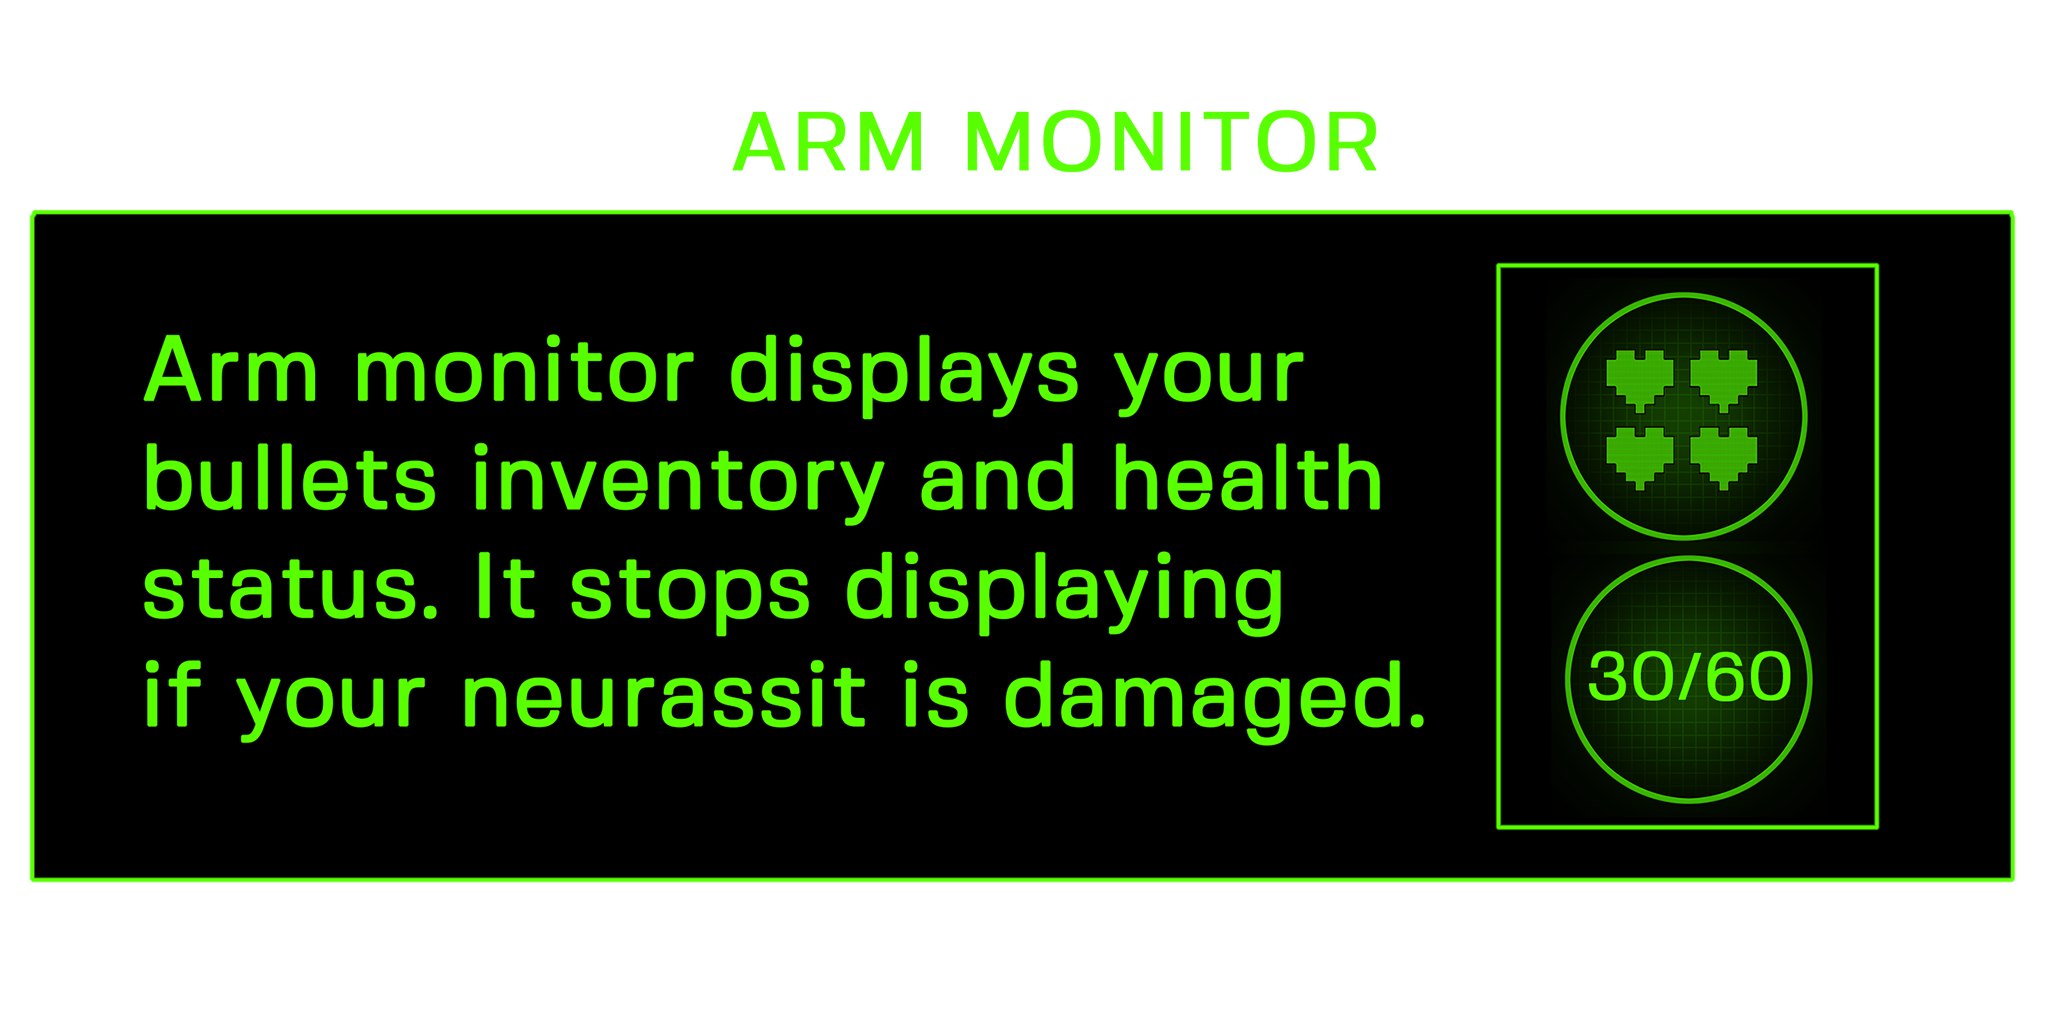 ARM MONITOR
Arm monitor displays your
bullets inventory and health
status. It stops displaying
if your neurassit is damaged.
30/60